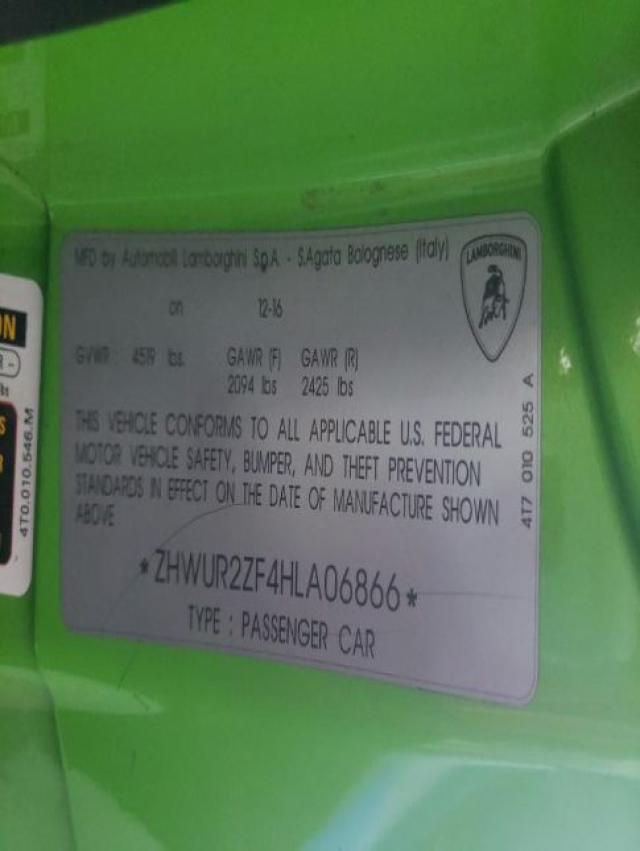 MFD by Automobili Lamborghini S.p.A. - S.Agata Bolognese (Italy)
LAMBORGHINI
on 12-16
GVWR : 4519 lbs. GAWR (F) GAWR (R)
2094 lbs 2425 lbs
THIS VEHICLE CONFORMS TO ALL APPLICABLE U.S. FEDERAL
MOTOR VEHICLE SAFETY, BUMPER, AND THEFT PREVENTION
STANDARDS IN EFFECT ON THE DATE OF MANUFACTURE SHOWN
ABOVE
*ZHWUR2ZF4HLA06866*
TYPE : PASSENGER CAR
4T7 010 525 A
4T0.010.546.M